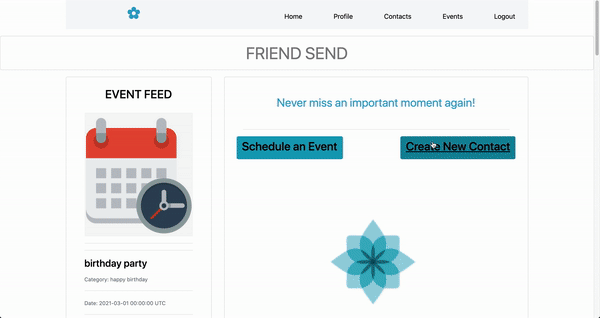 Home Profile Contacts Events Logout
FRIEND SEND
EVENT FEED
birthday party
Category: happy birthday
Date: 2021-03-01 00:00:00 UTC
Never miss an important moment again!
Schedule an Event Create New Contact